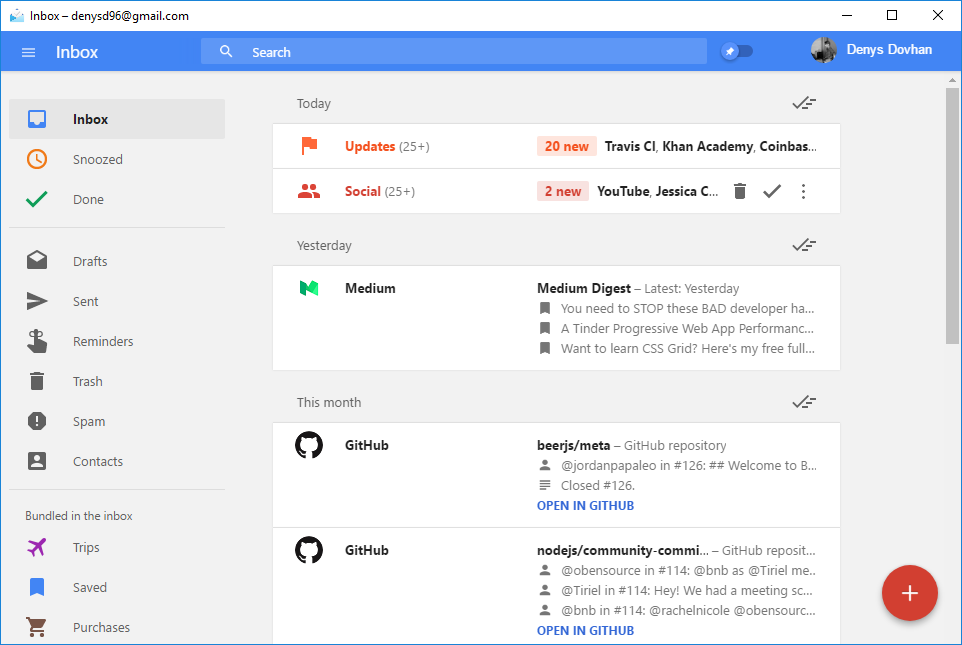 Inbox – denysd96@gmail.com
Inbox
Search
Denys Dovhan
Inbox
Snoozed
Done
Drafts
Sent
Reminders
Trash
Spam
Contacts
Bundled in the inbox
Trips
Saved
Purchases
Today
Updates (25+)
20 new Travis CI, Khan Academy, Coinbas...
Social (25+)
2 new YouTube, Jessica C...
Yesterday
Medium
Medium Digest – Latest: Yesterday
You need to STOP these BAD developer ha...
A Tinder Progressive Web App Performanc...
Want to learn CSS Grid? Here's my free full...
This month
GitHub
beerjs/meta – GitHub repository
@jordanpapaleo in #126: ## Welcome to B...
Closed #126.
OPEN IN GITHUB
GitHub
nodejs/community-commi... – GitHub reposit...
@obensource in #114: @bnb as @Tiriel me...
@Tiriel in #114: Hey! We had a meeting sc...
@bnb in #114: @rachelnicole @obensourc...
OPEN IN GITHUB